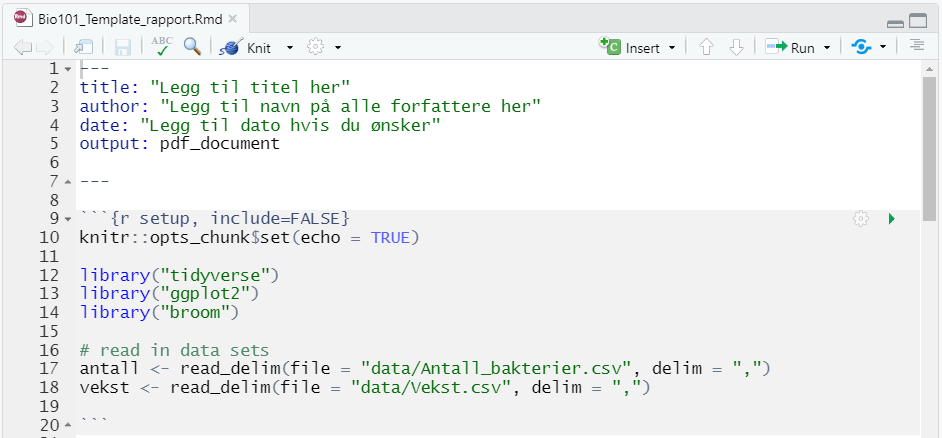 Bio101_Template_rapport.Rmd
ABC Knit Insert Run
1 ---
2 title: "Legg til titel her"
3 author: "Legg til navn på alle forfattere her"
4 date: "Legg til dato hvis du ønsker"
5 output: pdf_document
6
7 ---
8
9 ```{r setup, include=FALSE}
10 knitr::opts_chunk$set(echo = TRUE)
11
12 library("tidyverse")
13 library("ggplot2")
14 library("broom")
15
16 # read in data sets
17 antall <- read_delim(file = "data/Antall_bakterier.csv", delim = ",")
18 vekst <- read_delim(file = "data/Vekst.csv", delim = ",")
19
20 ```